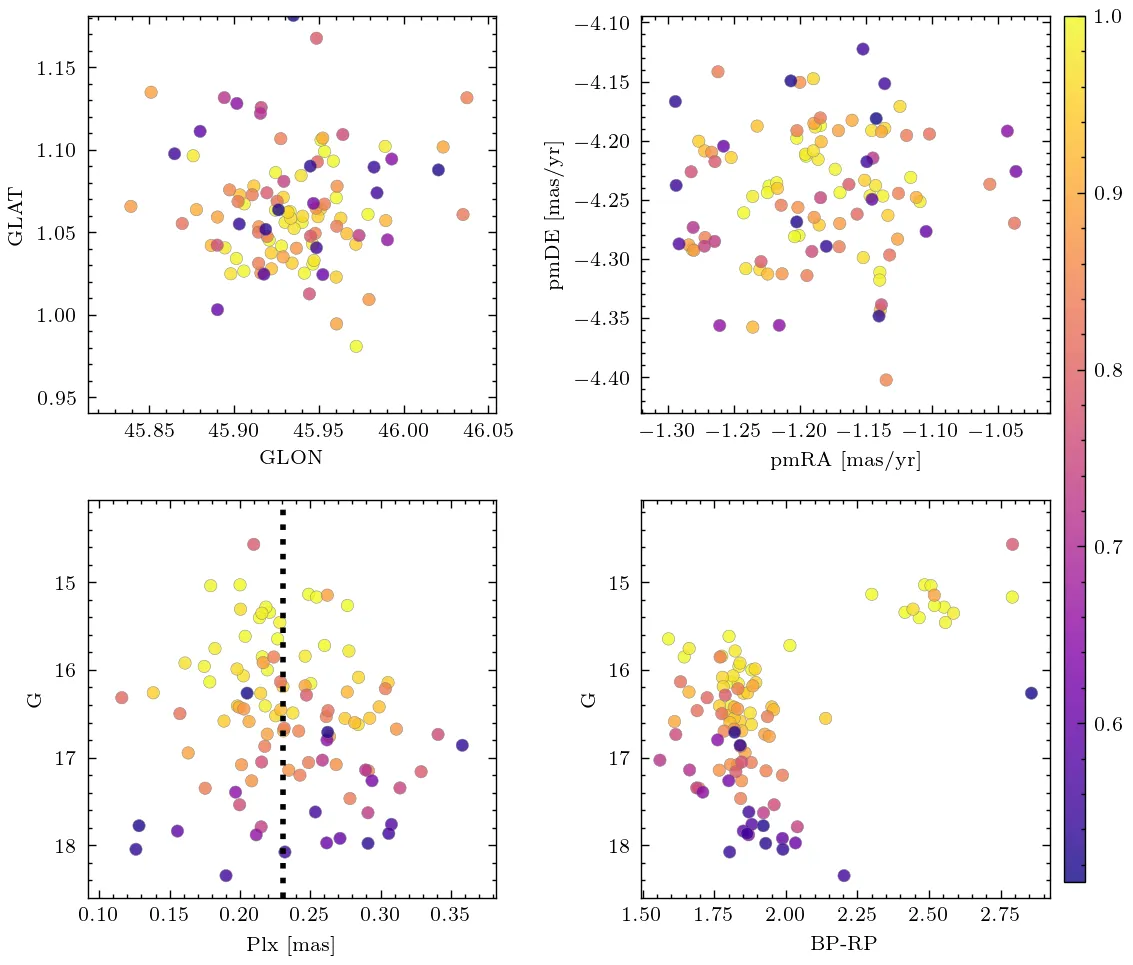 1.15
1.10
1.05
1.00
0.95
GLAT
45.85 45.90 45.95 46.00 46.05
GLON
−4.10
−4.15
−4.20
−4.25
−4.30
−4.35
−4.40
pmDE [mas/yr]
−1.30 −1.25 −1.20 −1.15 −1.10 −1.05
pmRA [mas/yr]
1.0
0.9
0.8
0.7
0.6
15
16
17
18
G
0.10 0.15 0.20 0.25 0.30 0.35
Plx [mas]
15
16
17
18
G
1.50 1.75 2.00 2.25 2.50 2.75
BP-RP